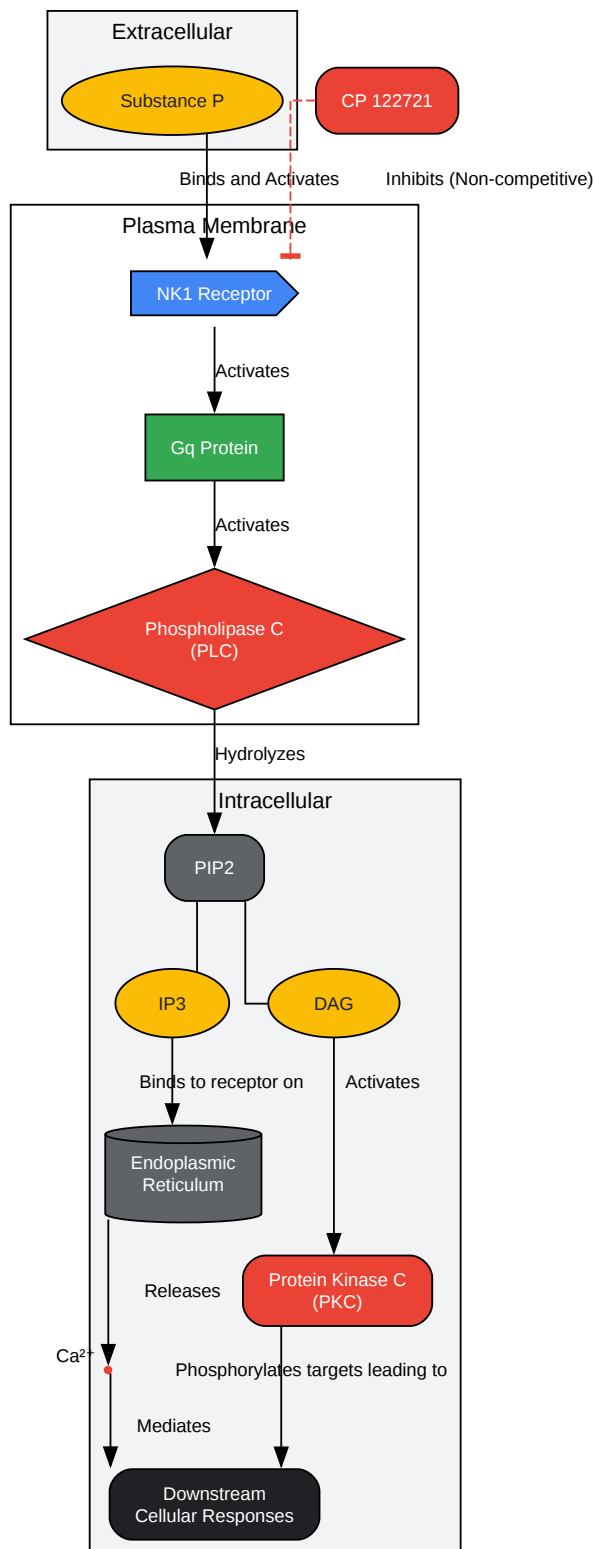 Extracellular
Substance P
CP 122721
Binds and Activates
Inhibits (Non-competitive)
Plasma Membrane
NK1 Receptor
Activates
Gq Protein
Activates
Phospholipase C
(PLC)
Hydrolyzes
Intracellular
PIP2
IP3
DAG
Binds to receptor on
Activates
Endoplasmic
Reticulum
Protein Kinase C
(PKC)
Releases
Ca²⁺
Phosphorylates targets leading to
Mediates
Downstream
Cellular Responses